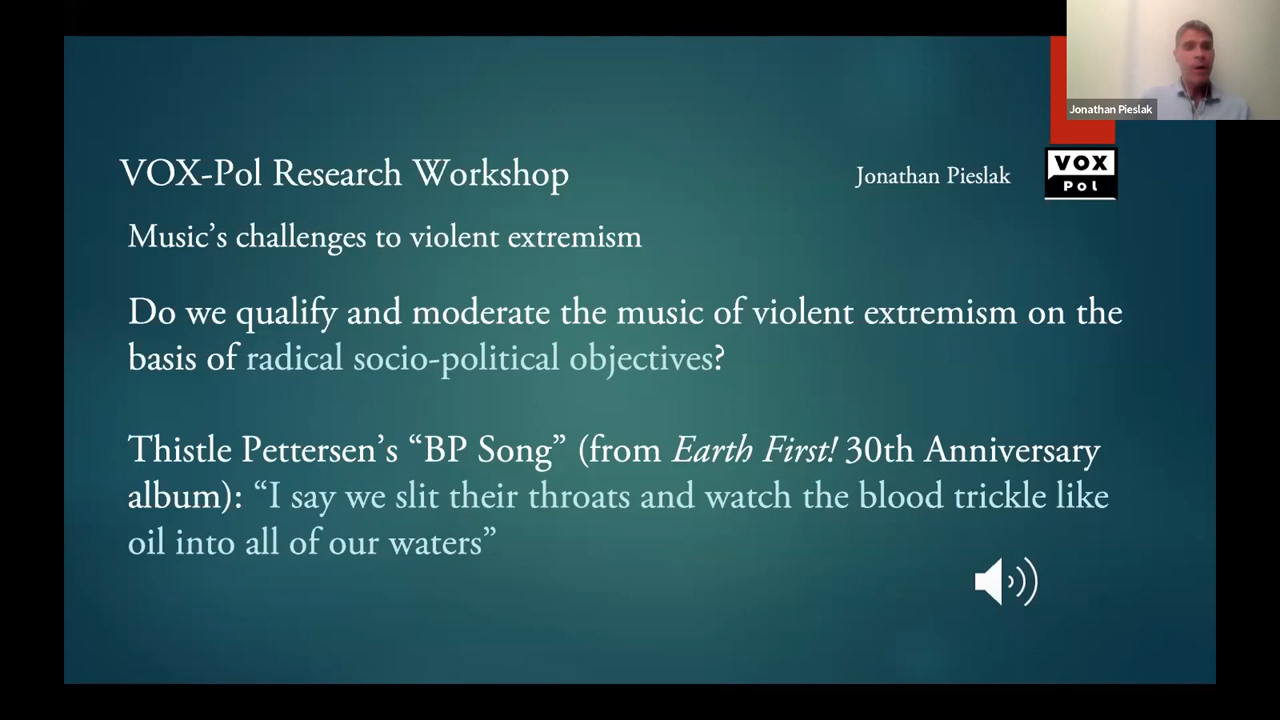 Jonathan Pieslak
VOX-Pol Research Workshop
Jonathan Pieslak
VOX
Pol
Music’s challenges to violent extremism
Do we qualify and moderate the music of violent extremism on the
basis of radical socio-political objectives?
Thistle Pettersen’s “BP Song” (from Earth First! 30th Anniversary
album): “I say we slit their throats and watch the blood trickle like
oil into all of our waters”